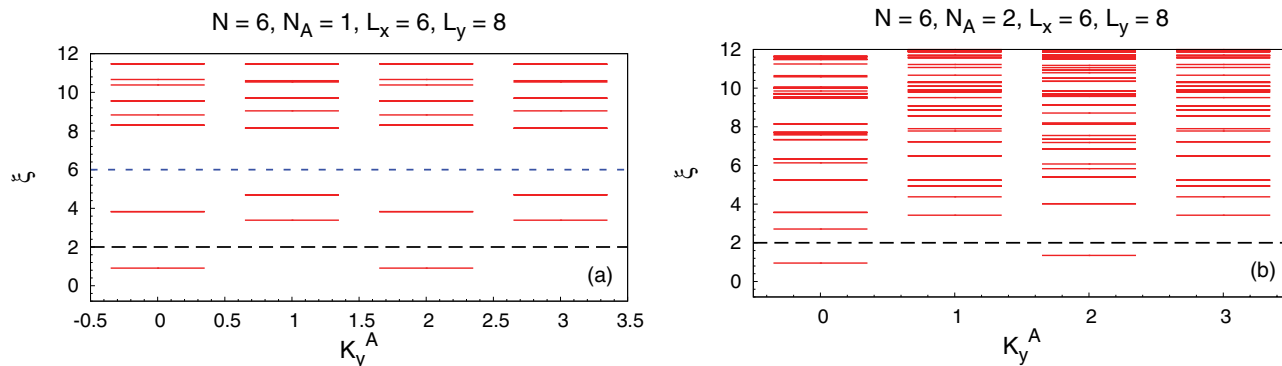 N = 6, N_A = 1, L_x = 6, L_y = 8
12
10
8
6
4
2
0
ξ
(a)
-0.5 0 0.5 1 1.5 2 2.5 3 3.5
K_y^A
N = 6, N_A = 2, L_x = 6, L_y = 8
12
10
8
6
4
2
0
ξ
(b)
0 1 2 3
K_y^A